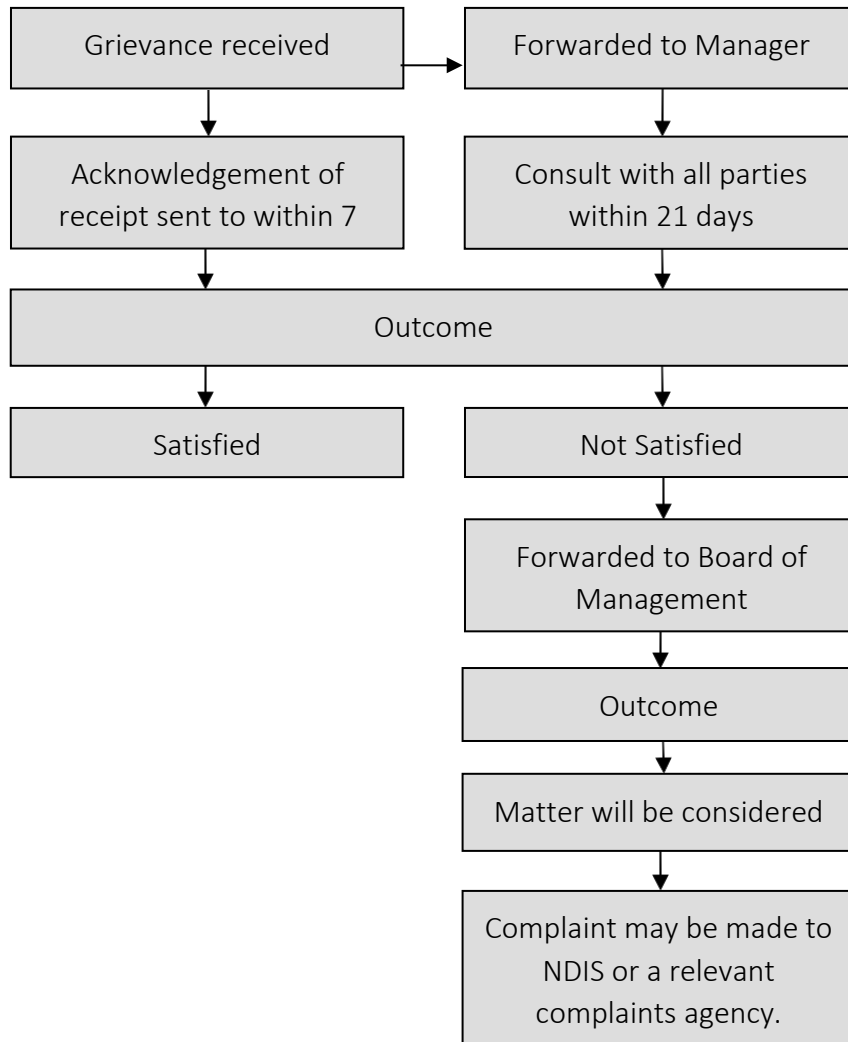 Grievance received
Forwarded to Manager
Acknowledgement of
receipt sent to within 7
Consult with all parties
within 21 days
Outcome
Satisfied
Not Satisfied
Forwarded to Board of
Management
Outcome
Matter will be considered
Complaint may be made to
NDIS or a relevant
complaints agency.